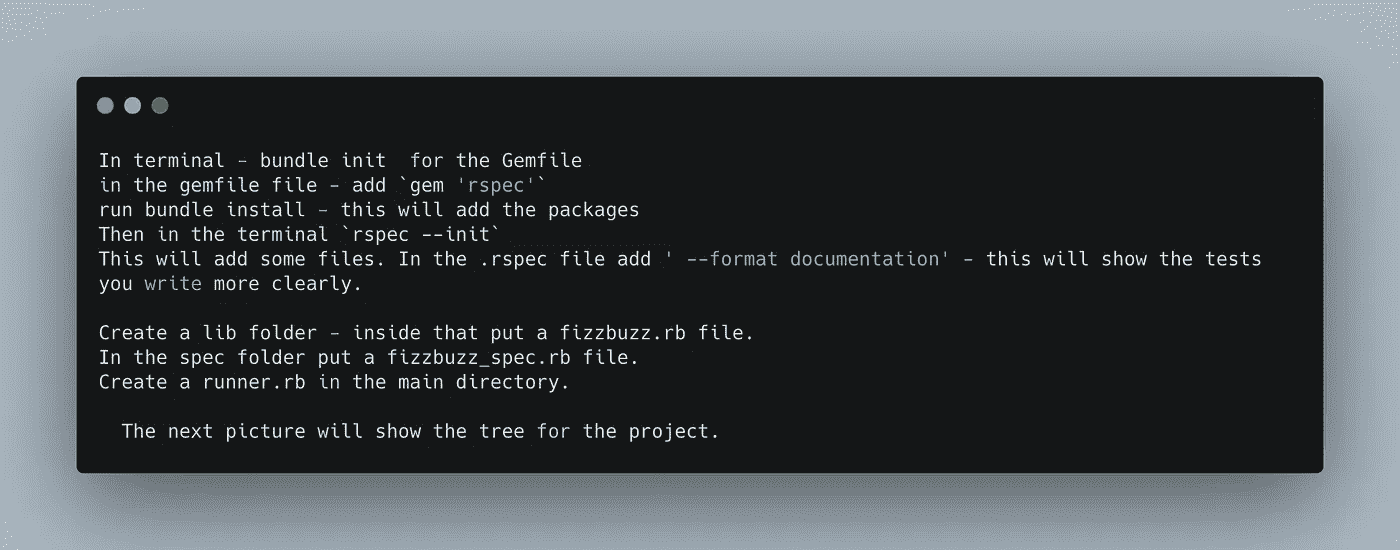 In terminal - bundle init  for the Gemfile
in the gemfile file - add `gem 'rspec'`
run bundle install - this will add the packages
Then in the terminal `rspec --init`
This will add some files. In the .rspec file add ' --format documentation' - this will show the tests
you write more clearly.
Create a lib folder - inside that put a fizzbuzz.rb file.
In the spec folder put a fizzbuzz_spec.rb file.
Create a runner.rb in the main directory.
The next picture will show the tree for the project.